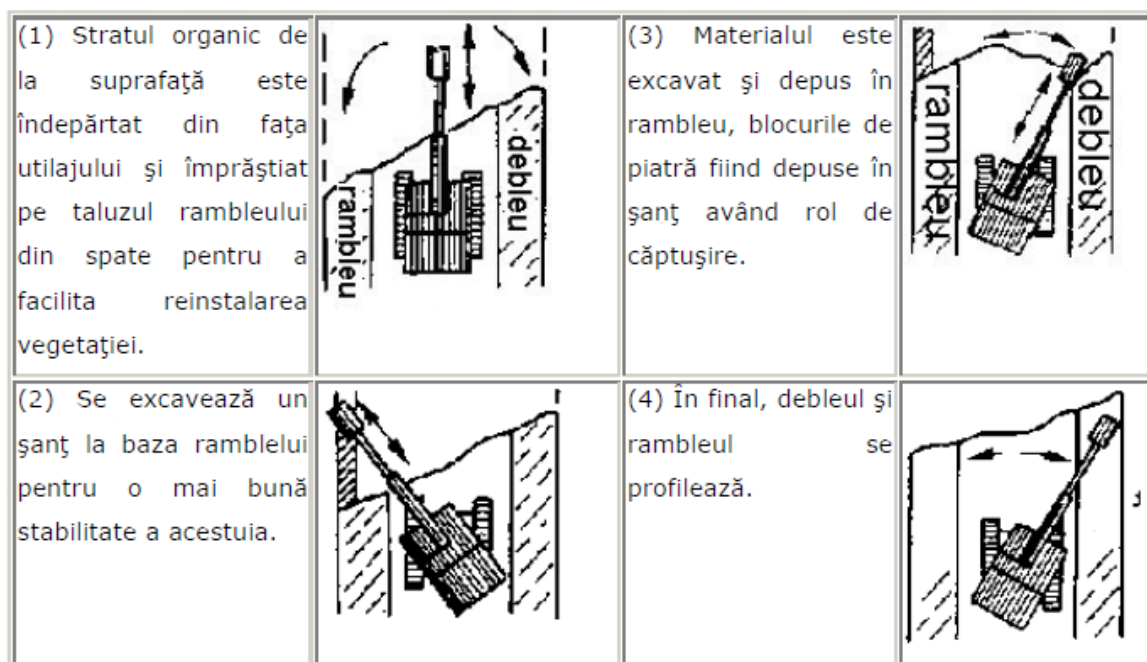 (1) Stratul organic de
la suprafaţă este
îndepărtat din faţa
utilajului şi împrăştiat
pe taluzul rambleului
din spate pentru a
facilita reinstalarea
vegetaţiei.
rambleu
debleu
(3) Materialul este
excavat şi depus în
rambleu, blocurile de
piatră fiind depuse în
şanţ având rol de
căptuşire.
rambleu
debleu
(2) Se excavează un
şanţ la baza ramblelui
pentru o mai bună
stabilitate a acestuia.
(4) În final, debleul şi
rambleul se
profilează.